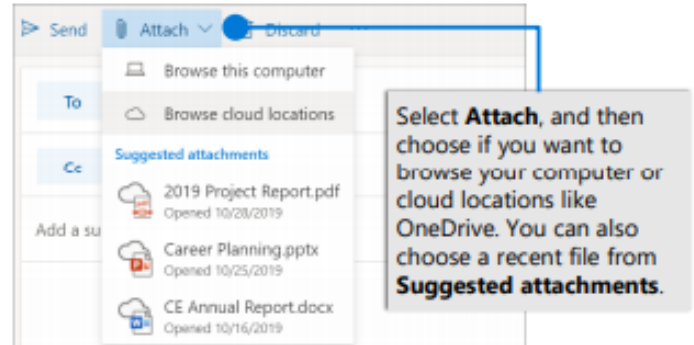 Send Attach Discard ...
Browse this computer
To
Browse cloud locations
Suggested attachments
Cc
2019 Project Report.pdf
Opened 10/28/2019
Add a su
Career Planning.pptx
Opened 10/25/2019
CE Annual Report.docx
Opened 10/16/2019
Select Attach, and then
choose if you want to
browse your computer or
cloud locations like
OneDrive. You can also
choose a recent file from
Suggested attachments.